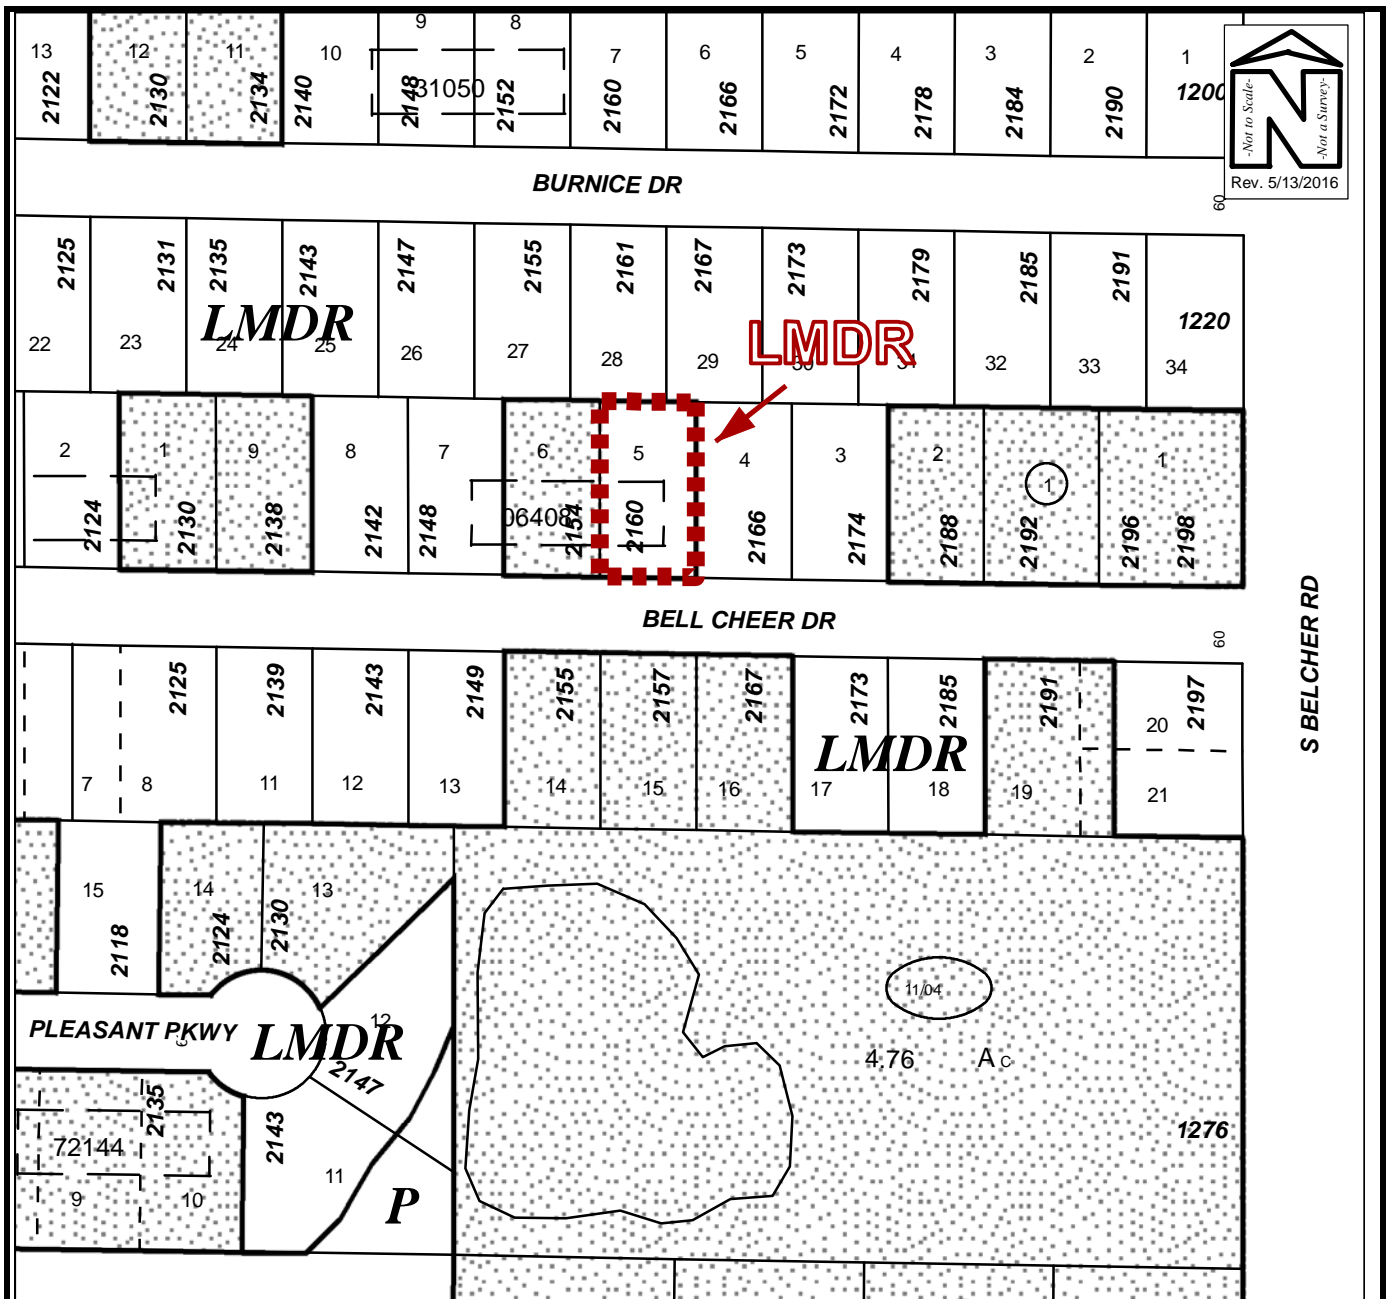 13 12 11 10 9 8 7 6 5 4 3 2 1
2122 2130 2134 2140 2148 31050 2152 2160 2166 2172 2178 2184 2190 1200
-Not to Scale-
-Not a Survey-
N
Rev. 5/13/2016
BURNICE DR
60
2125 2131 2135 2143 2147 2155 2161 2167 2173 2179 2185 2191 1220
LMDR
LMDR
22 23 24 25 26 27 28 29 30 31 32 33 34
2 1 9 8 7 6 5 4 3 2 1 1
2124 2130 2138 2142 2148 06408 2154 2160 2166 2174 2188 2192 2196 2198
BELL CHEER DR
60
S BELCHER RD
2125 2139 2143 2149 2155 2157 2167 2173 2185 2191 2197
LMDR
7 8 11 12 13 14 15 16 17 18 19 20
21
15 14 13
2118 2124 2130
11/04
PLEASANT PKWY
LMDR
12
2147
4.76 Ac
2135 2143
72144
1276
9 10 11
P